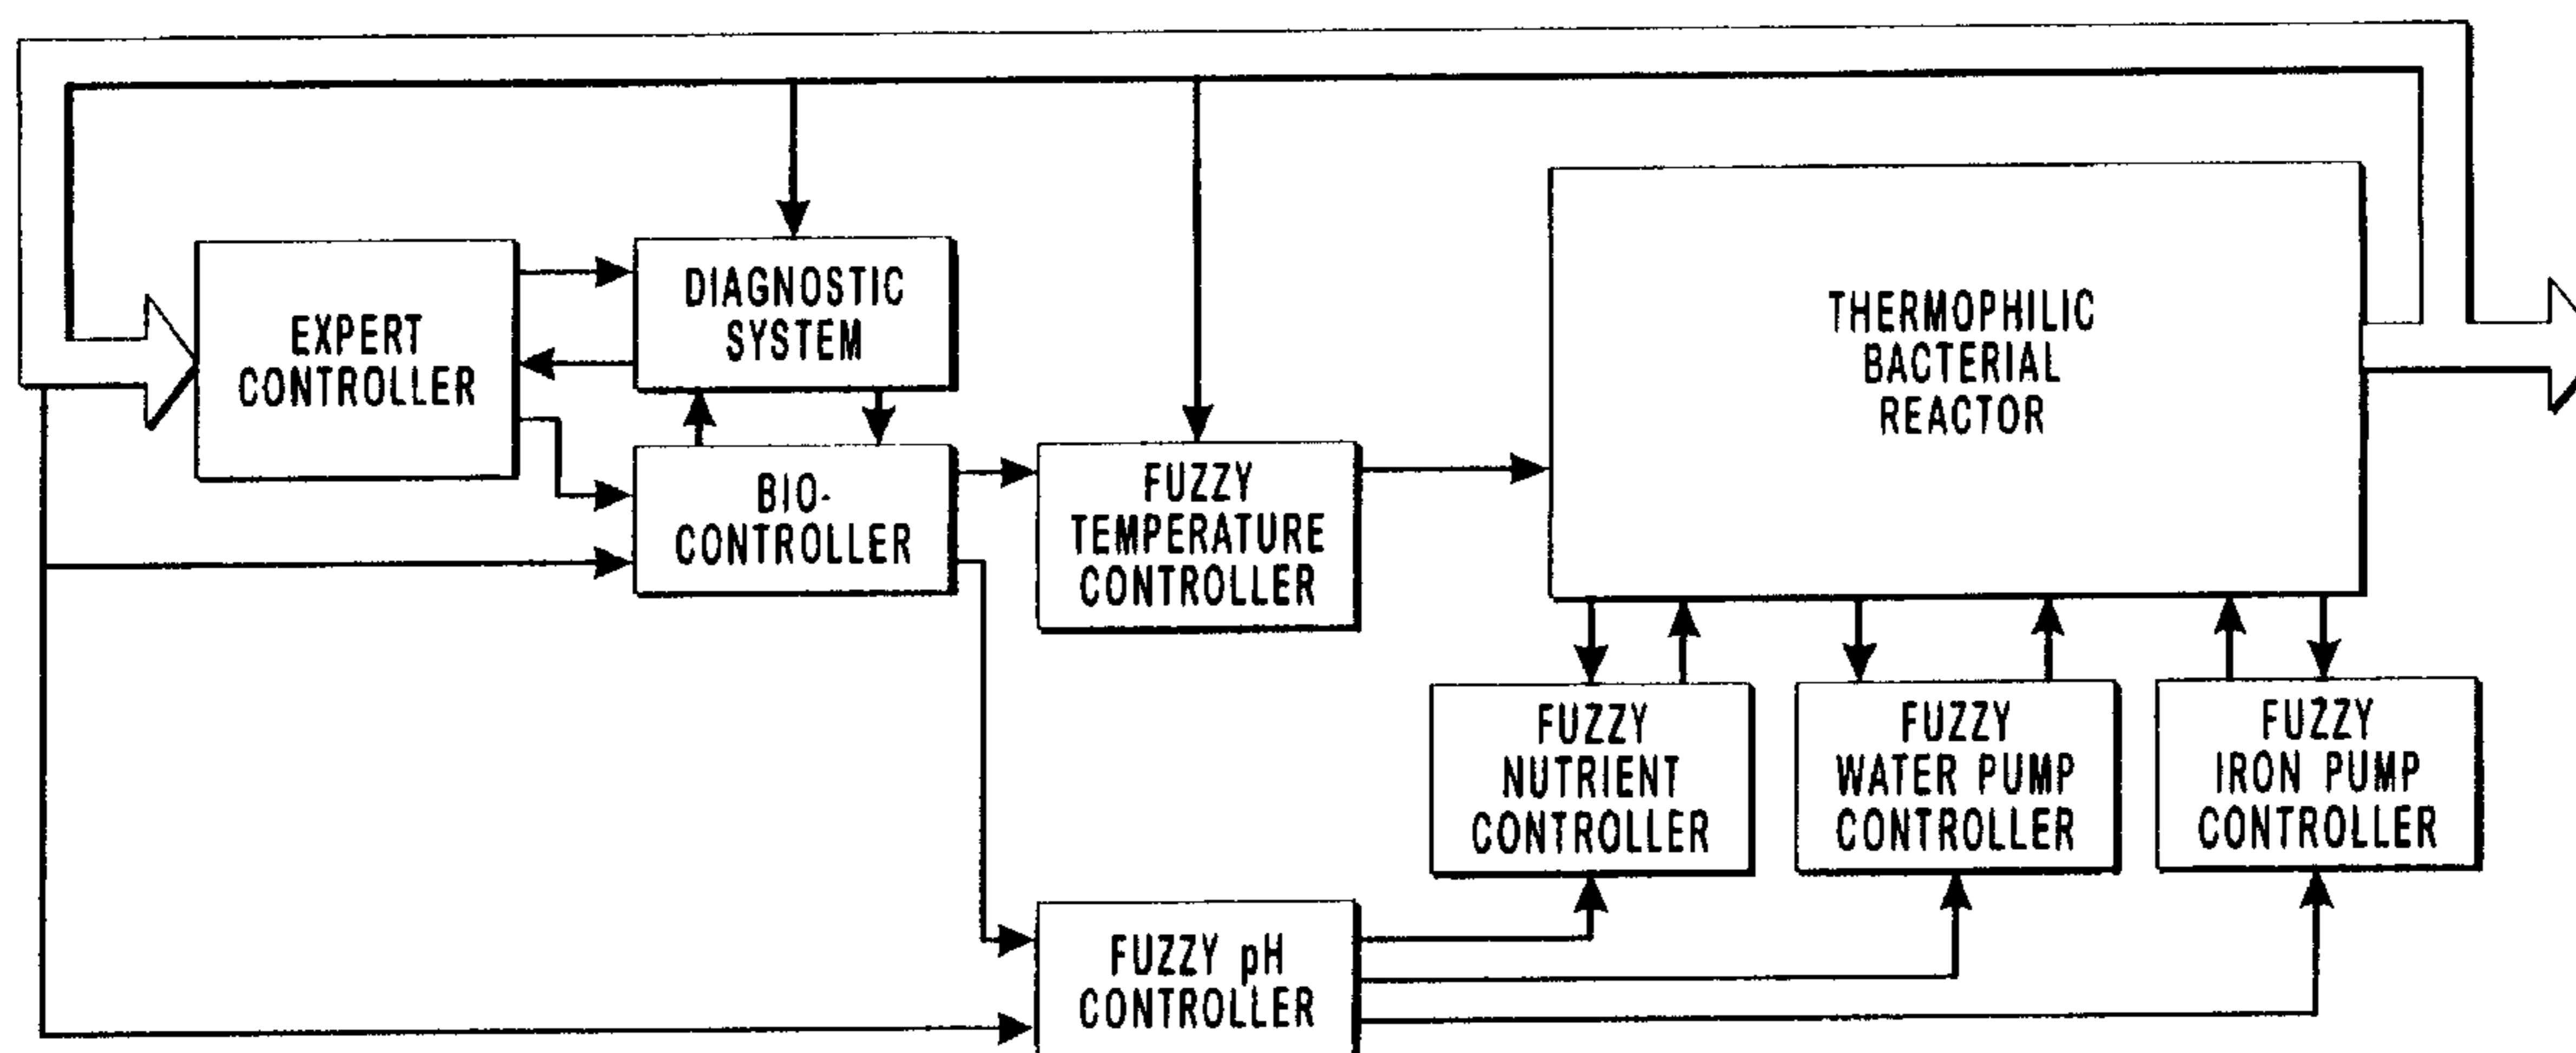 EXPERT
CONTROLLER
DIAGNOSTIC
SYSTEM
BIO-
CONTROLLER
FUZZY
TEMPERATURE
CONTROLLER
THERMOPHILIC
BACTERIAL
REACTOR
FUZZY
NUTRIENT
CONTROLLER
FUZZY
WATER PUMP
CONTROLLER
FUZZY
IRON PUMP
CONTROLLER
FUZZY pH
CONTROLLER